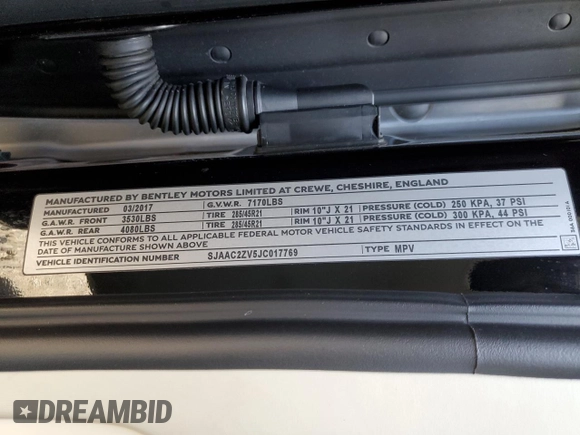 MANUFACTURED BY BENTLEY MOTORS LIMITED AT CREWE, CHESHIRE, ENGLAND
MANUFACTURED 03/2017 G.V.W.R. 7170LBS
G.A.W.R. FRONT 3530LBS TIRE 285/45R21 RIM 10"J X 21 PRESSURE (COLD) 250 KPA, 37 PSI
G.A.W.R. REAR 4080LBS TIRE 285/45R21 RIM 10"J X 21 PRESSURE (COLD) 300 KPA, 44 PSI
THIS VEHICLE CONFORMS TO ALL APPLICABLE FEDERAL MOTOR VEHICLE SAFETY STANDARDS IN EFFECT ON THE
DATE OF MANUFACTURE SHOWN ABOVE
VEHICLE IDENTIFICATION NUMBER SJAAC2ZV5JC017769 TYPE MPV
DREAMBID